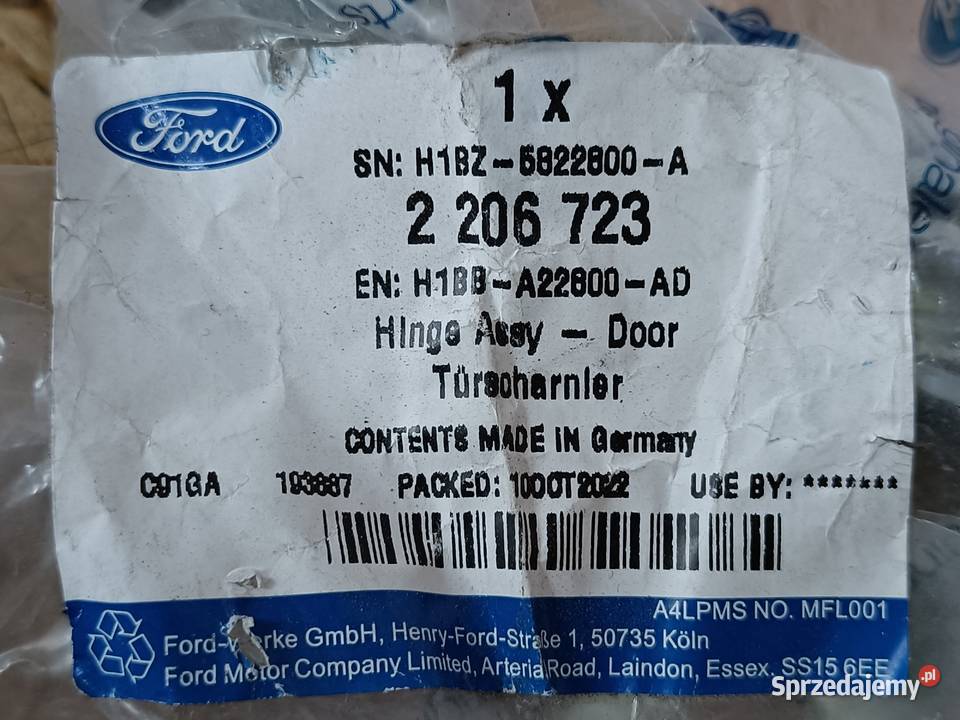 Ford
1 x
SN: H1BZ-5822800-A
2 206 723
EN: H1BB-A22800-AD
Hinge Assy - Door
Türscharnier
CONTENTS MADE IN Germany
C91GA PACKED: 10OCT2022 USE BY: *******
A4LPMS NO. MFL001
Ford-Werke GmbH, Henry-Ford-Straße 1, 50735 Köln
Ford Motor Company Limited, Arterial Road, Laindon, Essex, SS15 6EE
Sprzedajemy.pl